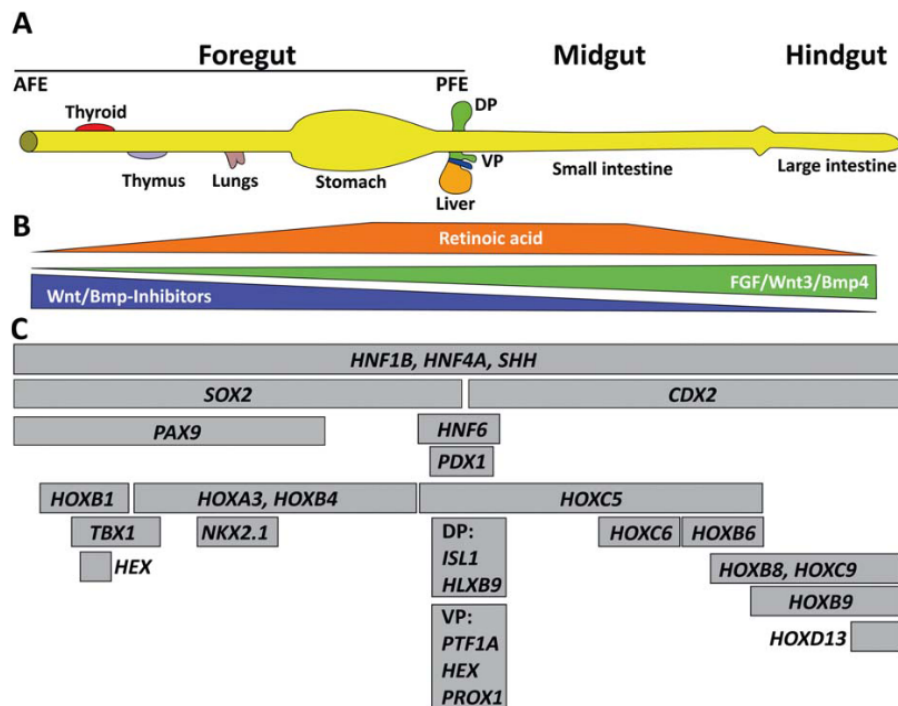 A
Foregut Midgut Hindgut
AFE PFE
DP
Thyroid
VP
Thymus Lungs Stomach Small intestine Large intestine
Liver
B
Retinoic acid
FGF/Wnt3/Bmp4
Wnt/Bmp-Inhibitors
C
HNF1B, HNF4A, SHH
SOX2 CDX2
PAX9 HNF6
PDX1
HOXB1 HOXA3, HOXB4 HOXC5
TBX1 NKX2.1 DP: HOXC6 HOXB6
HEX ISL1 HOXB8, HOXC9
HLXB9
HOXB9
VP:
PTF1A HOXD13
HEX
PROX1